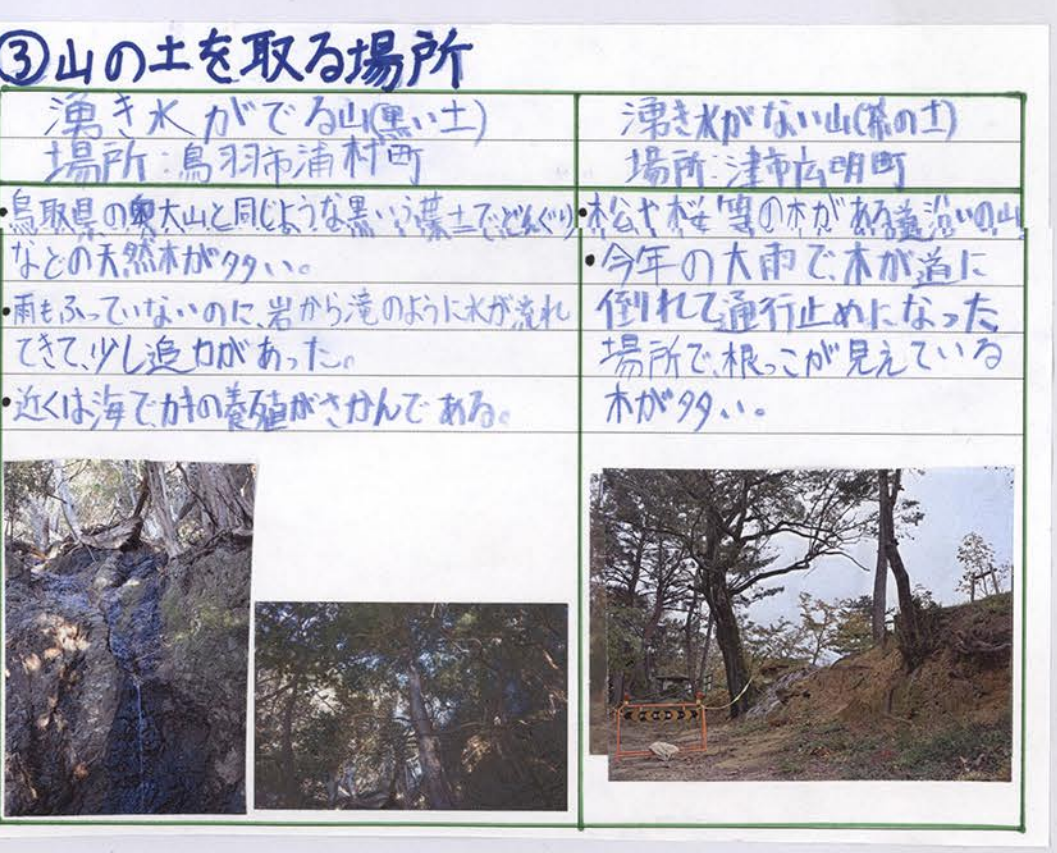 ③山の土を取る場所
湧き水がでる山(黒い土)
場所:鳥羽市浦村町
・鳥取県の奥大山と同じような黒いう葉土でどんぐり
などの天然木が多い。
・雨もふっていないのに、岩から滝のように水が流れ
てきて、少し迫力があった。
・近くは海でカキの養殖がさかんである。
湧き水がない山(茶の土)
場所:津市広明町
・木松や桜等の木がある道沿いの山
・今年の大雨で、木が道に
倒れて通行止めになった
場所で、根っこが見えている
木が多い。